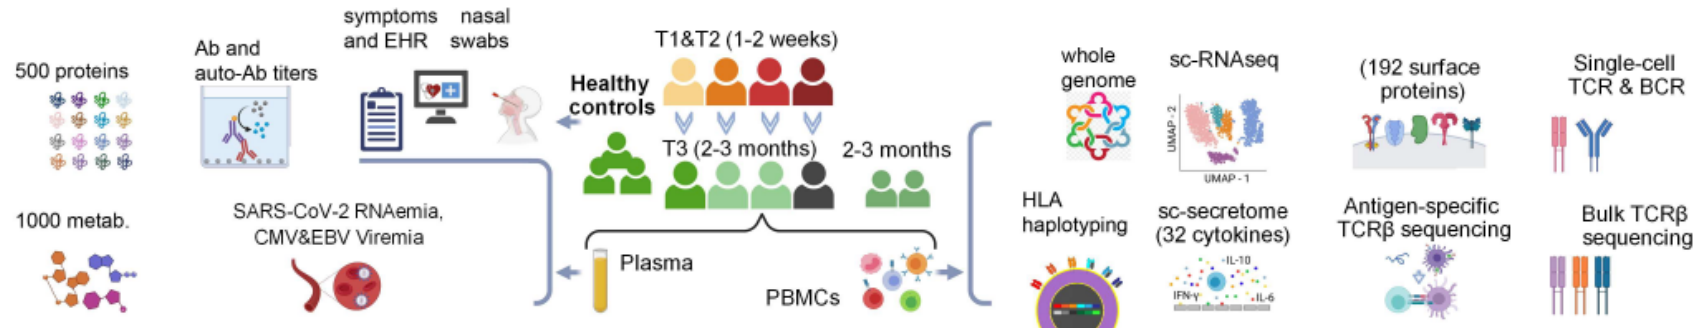 500 proteins
Ab and
auto-Ab titers
symptoms
and EHR
nasal
swabs
1000 metab.
SARS-CoV-2 RNAemia,
CMV&EBV Viremia
Healthy
controls
T1&T2 (1-2 weeks)
T3 (2-3 months)
2-3 months
Plasma
PBMCs
whole
genome
sc-RNAseq
UMAP - 2
UMAP - 1
(192 surface
proteins)
Single-cell
TCR & BCR
HLA
haplotyping
sc-secretome
(32 cytokines)
IL-10
IFN-γ
IL-6
Antigen-specific
TCRβ sequencing
Bulk TCRβ
sequencing